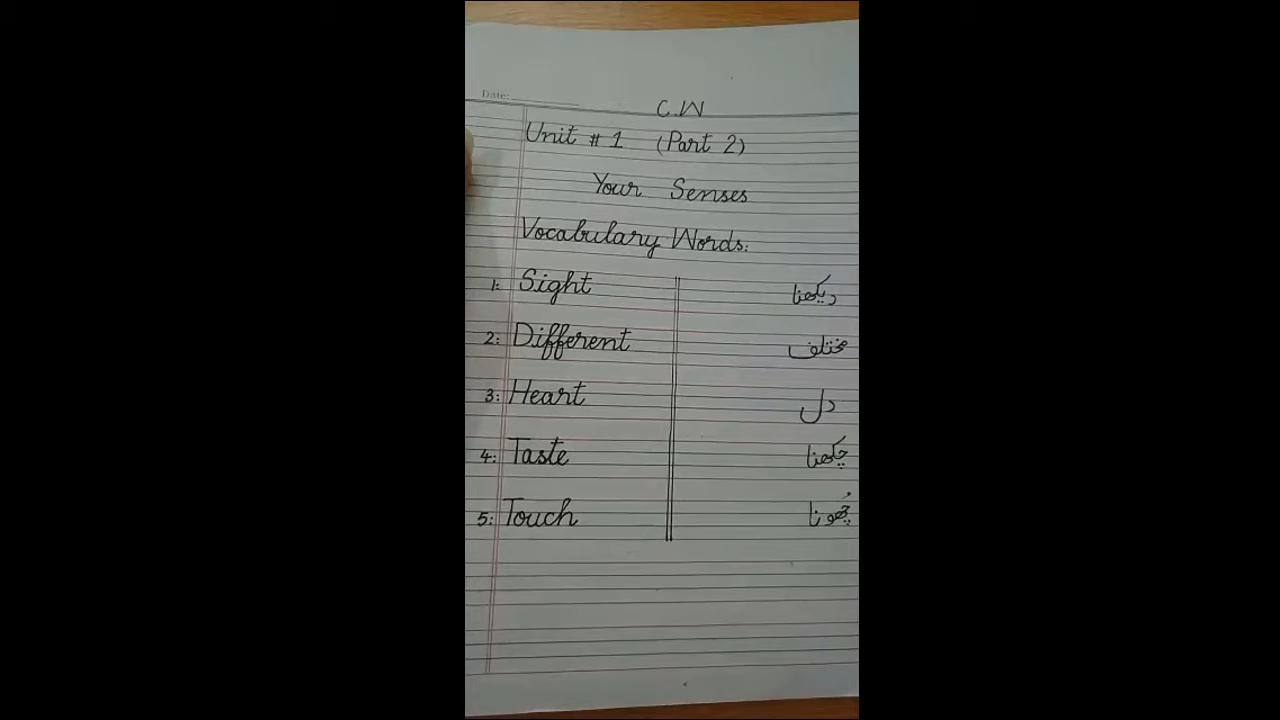 Date:
C.W
Unit # 1 (Part 2)
Your Senses
Vocabulary Words:
1: Sight دیکھنا
2: Different مختلف
3: Heart دل
4: Taste چکھنا
5: Touch چُھونا